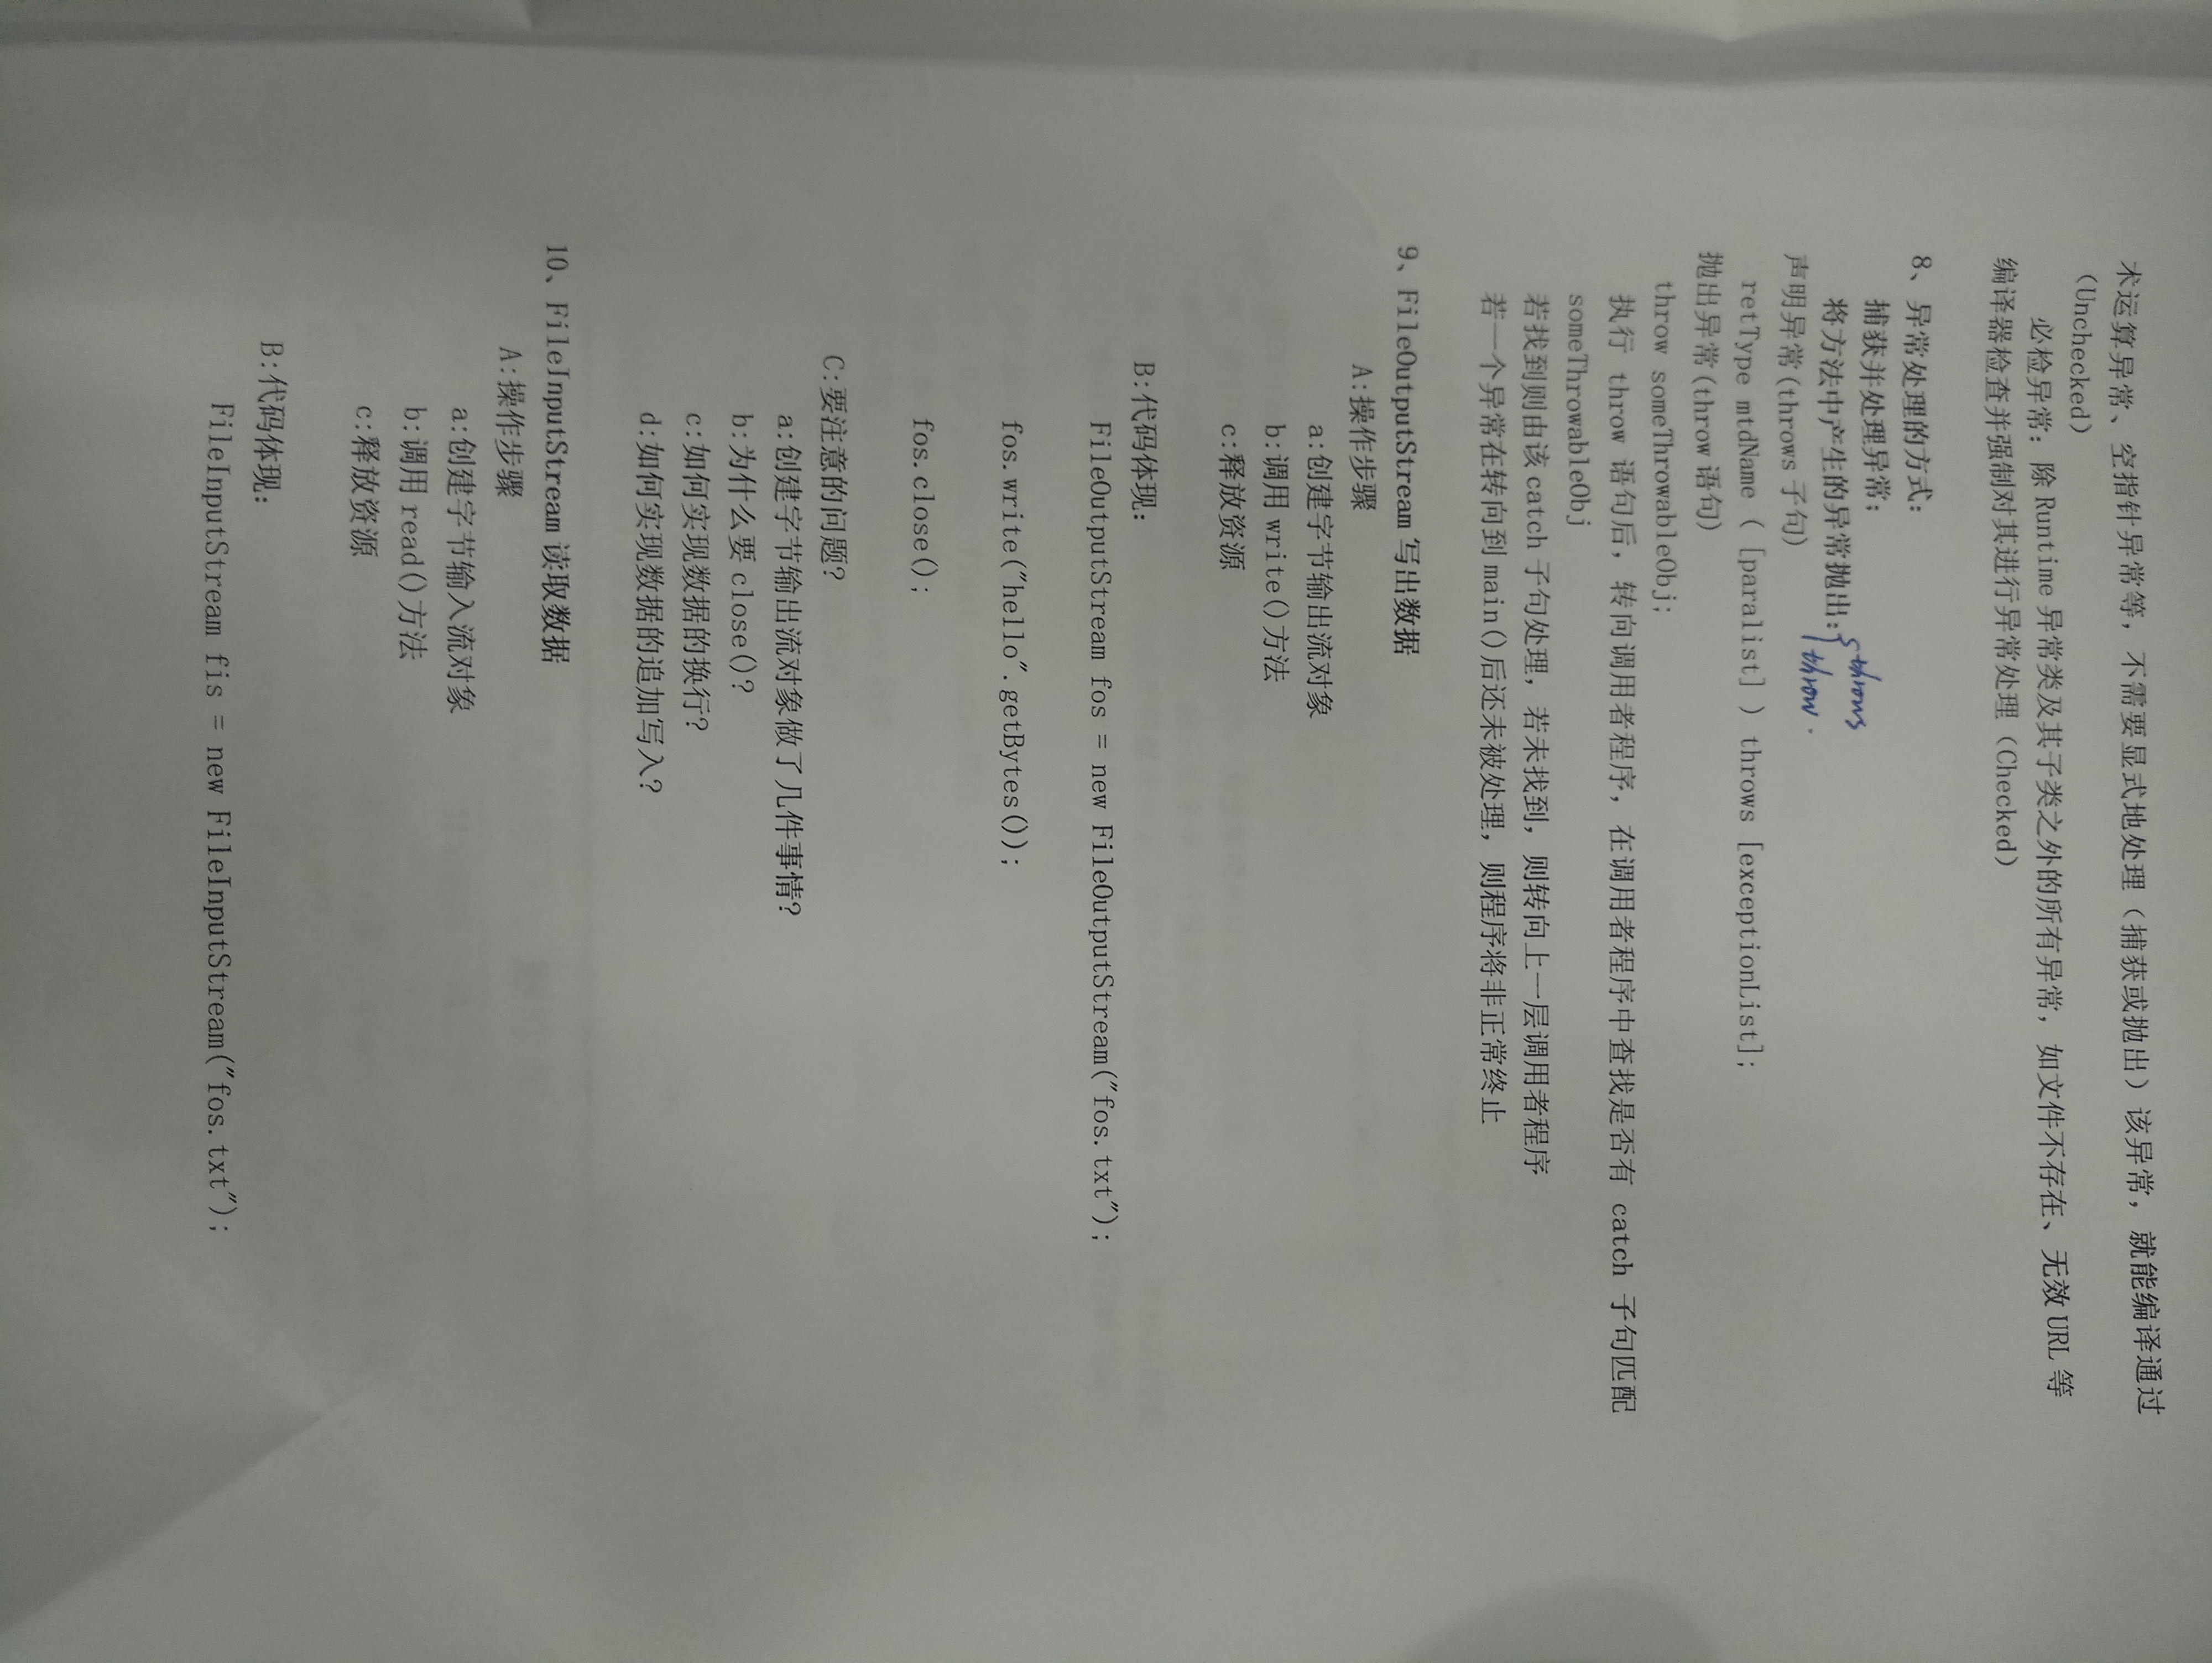 术运算异常、空指针异常等，不需要显式地处理（捕获或抛出）该异常，就能编译通过
（Unchecked）
必检异常：除 Runtime 异常类及其子类之外的所有异常，如文件不存在、无效 URL 等
编译器检查并强制对其进行异常处理（Checked）
8、异常处理的方式：
捕获并处理异常；
throws
将方法中产生的异常抛出：
throw.
声明异常(throws 子句)
retType mtdName ( [paralist] ) throws [exceptionList];
抛出异常(throw 语句)
throw someThrowableObj;
执行 throw 语句后，转向调用者程序，在调用者程序中查找是否有 catch 子句匹配
someThrowableObj
若找到则由该 catch 子句处理，若未找到，则转向上一层调用者程序
若一个异常在转向到 main()后还未被处理，则程序将非正常终止
9、FileOutputStream 写出数据
A:操作步骤
a:创建字节输出流对象
b:调用 write()方法
c:释放资源
B:代码体现：
FileOutputStream fos = new FileOutputStream("fos.txt");
fos.write("hello".getBytes());
fos.close();
C:要注意的问题?
a:创建字节输出流对象做了几件事情?
b:为什么要 close()?
c:如何实现数据的换行?
d:如何实现数据的追加写入?
10、FileInputStream 读取数据
A:操作步骤
a:创建字节输入流对象
b:调用 read()方法
c:释放资源
B:代码体现：
FileInputStream fis = new FileInputStream("fos.txt");